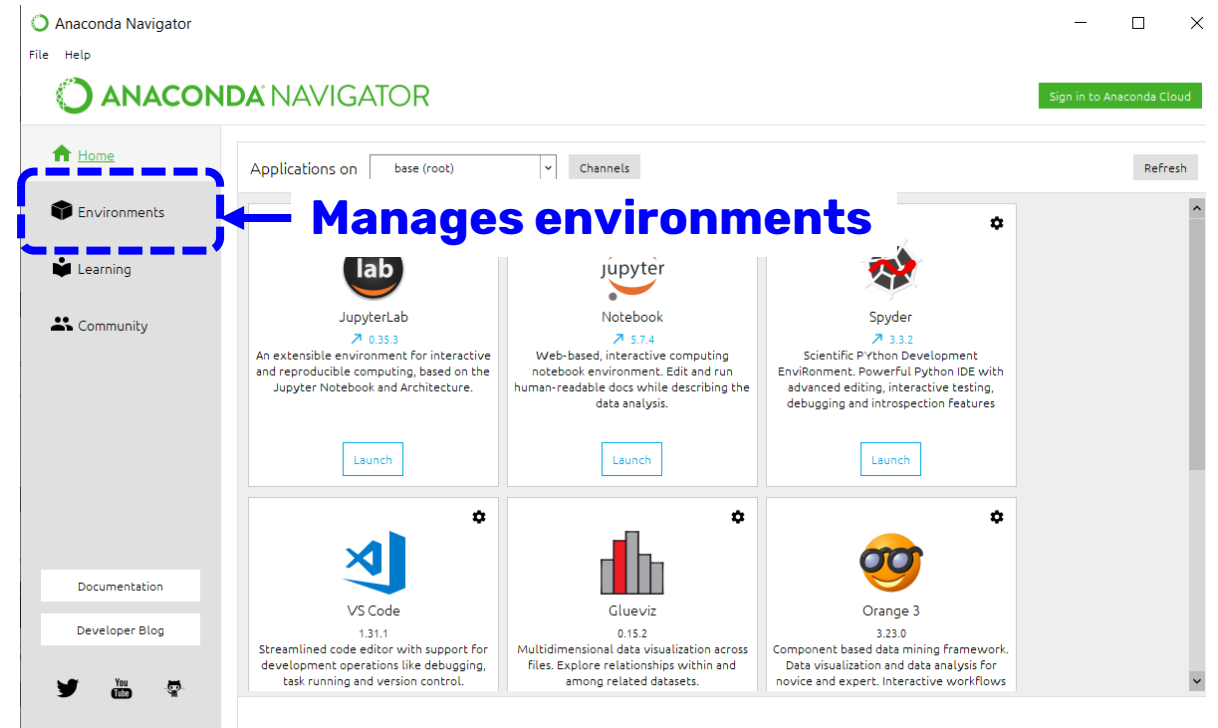 Anaconda Navigator
File Help
ANACONDA NAVIGATOR
Sign in to Anaconda Cloud
Home
Applications on base (root) Channels Refresh
Environments
Manages environments
Learning
Community
lab
JupyterLab
0.35.3
An extensible environment for interactive
and reproducible computing, based on the
Jupyter Notebook and Architecture.
Launch
jupyter
Notebook
5.7.4
Web-based, interactive computing
notebook environment. Edit and run
human-readable docs while describing the
data analysis.
Launch
Spyder
3.3.2
Scientific PYthon Development
EnviRonment. Powerful Python IDE with
advanced editing, interactive testing,
debugging and introspection features
Launch
VS Code
1.31.1
Streamlined code editor with support for
development operations like debugging,
task running and version control.
Glueviz
0.15.2
Multidimensional data visualization across
files. Explore relationships within and
among related datasets.
Orange 3
3.23.0
Component based data mining framework.
Data visualization and data analysis for
novice and expert. Interactive workflows
Documentation
Developer Blog
You
Tube